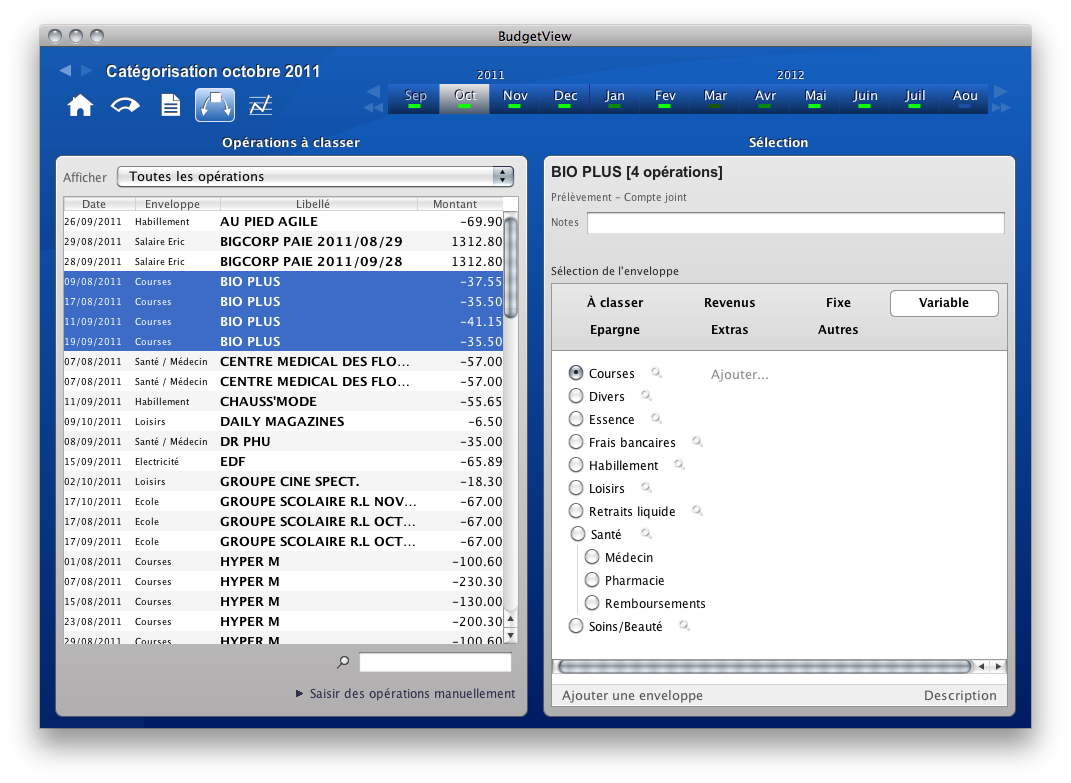 BudgetView
Catégorisation octobre 2011
2011 2012
Sep Oct Nov Dec Jan Fev Mar Avr Mai Juin Juil Aou
Opérations à classer
Afficher Toutes les opérations
Date Enveloppe Libellé Montant
26/09/2011 Habillement AU PIED AGILE -69.90
29/08/2011 Salaire Eric BIGCORP PAIE 2011/08/29 1312.80
28/09/2011 Salaire Eric BIGCORP PAIE 2011/09/28 1312.80
09/08/2011 Courses BIO PLUS -37.55
17/08/2011 Courses BIO PLUS -35.50
11/09/2011 Courses BIO PLUS -41.15
19/09/2011 Courses BIO PLUS -35.50
07/08/2011 Santé / Médecin CENTRE MEDICAL DES FLO... -57.00
07/08/2011 Santé / Médecin CENTRE MEDICAL DES FLO... -57.00
11/09/2011 Habillement CHAUSS'MODE -55.65
09/10/2011 Loisirs DAILY MAGAZINES -6.50
08/09/2011 Santé / Médecin DR PHU -35.00
15/09/2011 Electricité EDF -65.89
02/10/2011 Loisirs GROUPE CINE SPECT. -18.30
17/10/2011 Ecole GROUPE SCOLAIRE R.L NOV... -67.00
17/08/2011 Ecole GROUPE SCOLAIRE R.L OCT... -67.00
17/09/2011 Ecole GROUPE SCOLAIRE R.L OCT... -67.00
01/08/2011 Courses HYPER M -100.60
07/08/2011 Courses HYPER M -230.30
15/08/2011 Courses HYPER M -130.00
23/08/2011 Courses HYPER M -200.30
29/08/2011 Courses HYPER M -100.60
Saisir des opérations manuellement
Sélection
BIO PLUS [4 opérations]
Prélèvement - Compte joint
Notes
Sélection de l'enveloppe
À classer Revenus Fixe Variable
Epargne Extras Autres
Courses Ajouter...
Divers
Essence
Frais bancaires
Habillement
Loisirs
Retraits liquide
Santé
Médecin
Pharmacie
Remboursements
Soins/Beauté
Ajouter une enveloppe Description